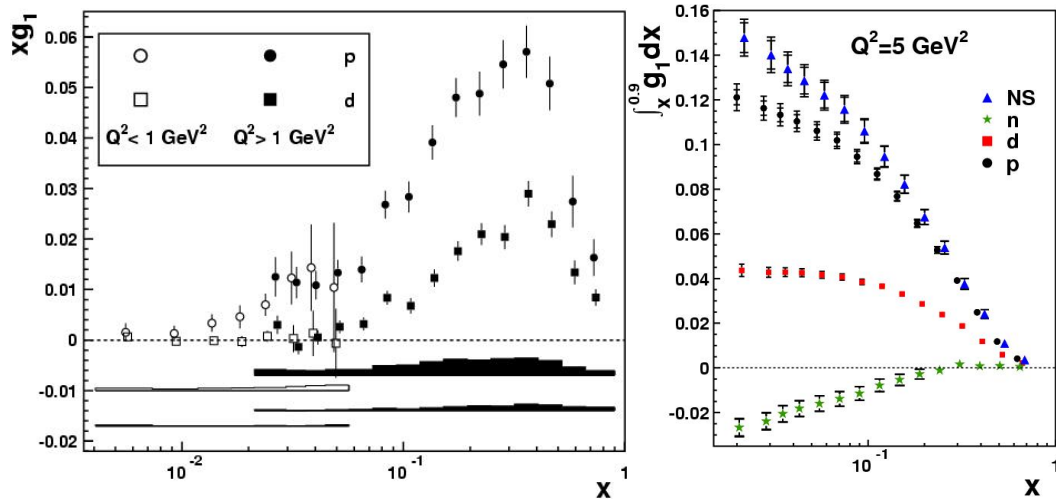 xg₁
0.06
0.05
0.04
0.03
0.02
0.01
0
-0.01
-0.02
p
d
Q²< 1 GeV² Q²> 1 GeV²
10⁻² 10⁻¹ 1
x
∫ₓ⁰·⁹ g₁dx
0.16
0.14
0.12
0.1
0.08
0.06
0.04
0.02
0
-0.02
Q²=5 GeV²
NS
n
d
p
10⁻¹ 1
x